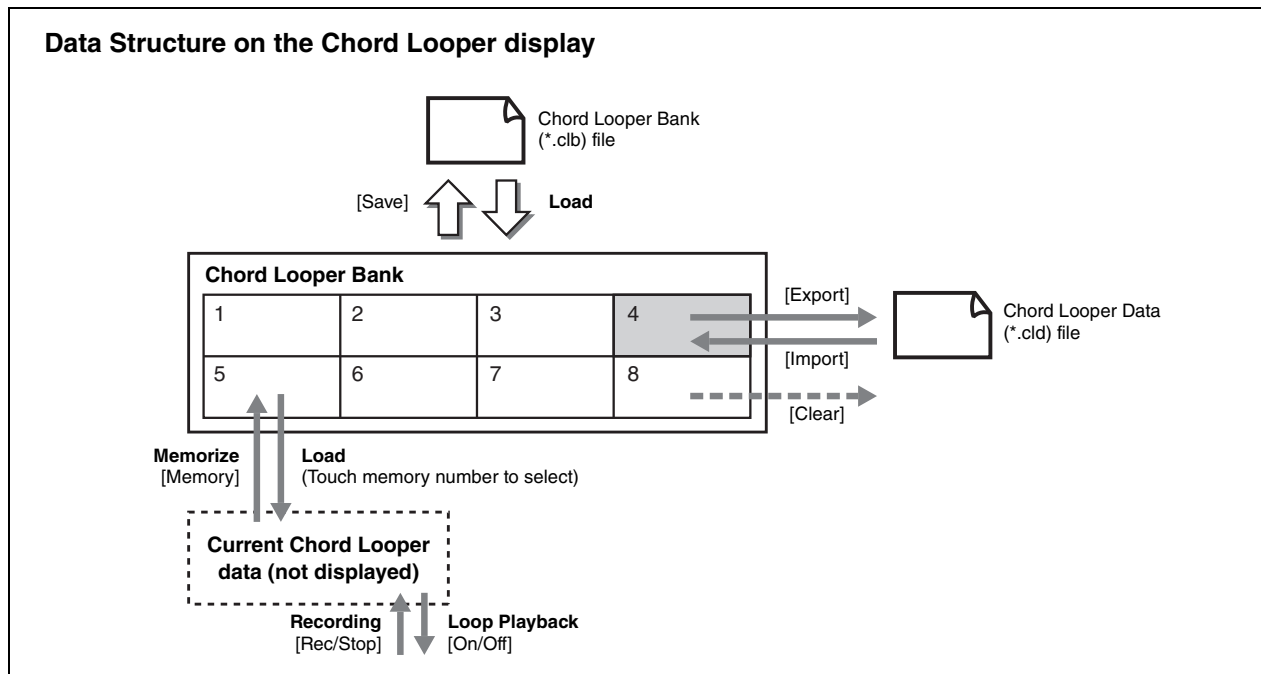 Data Structure on the Chord Looper display
Chord Looper Bank
(*.clb) file
[Save]
Load
Chord Looper Bank
1
2
3
4
[Export]
Chord Looper Data
(*.cld) file
[Import]
5
6
7
8
[Clear]
Memorize
[Memory]
Load
(Touch memory number to select)
Current Chord Looper
data (not displayed)
Recording
[Rec/Stop]
Loop Playback
[On/Off]